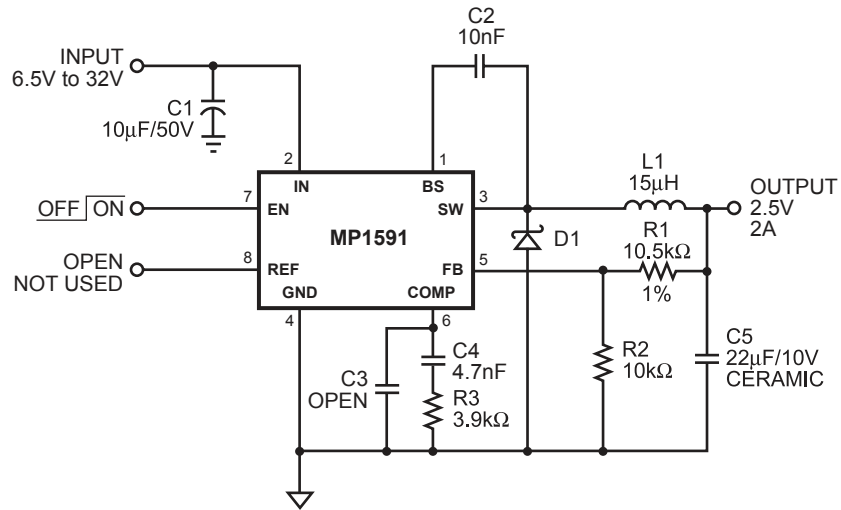 C2
10nF
INPUT
6.5V to 32V
C1
10µF/50V
2
1
IN
BS
L1
15µH
OFF ON
7
EN
SW
3
OUTPUT
2.5V
2A
MP1591
D1
R1
10.5kΩ
1%
OPEN
NOT USED
8
REF
FB
5
GND
COMP
4
6
C3
OPEN
C4
4.7nF
R3
3.9kΩ
R2
10kΩ
C5
22µF/10V
CERAMIC